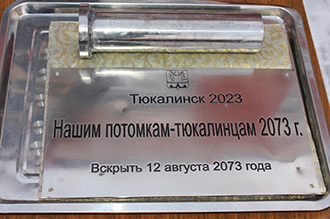 Тюкалинск 2023
Нашим потомкам-тюкалинцам 2073 г.
Вскрыть 12 августа 2073 года